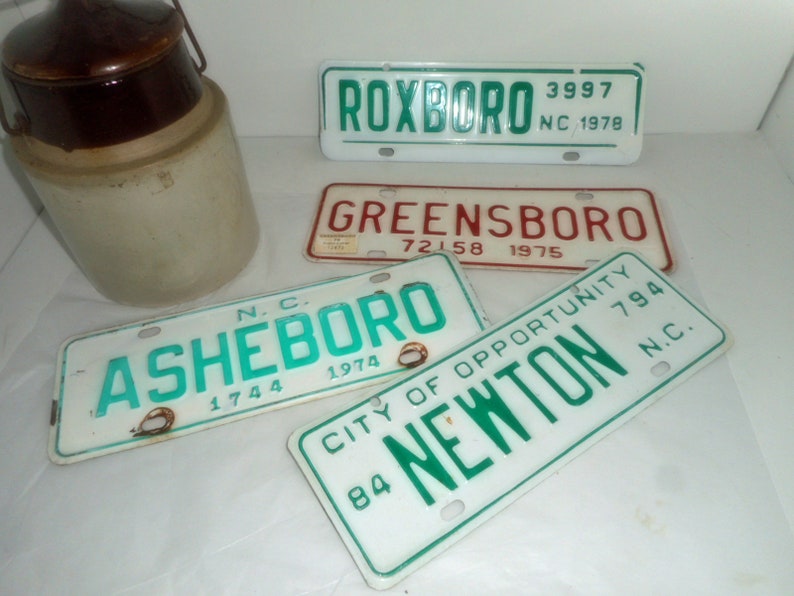 ROXBORO 3997
NC 1978
GREENSBORO
72158 1975
N.C.
ASHEBORO
1744 1974
CITY OF OPPORTUNITY
84 NEWTON 794
N.C.